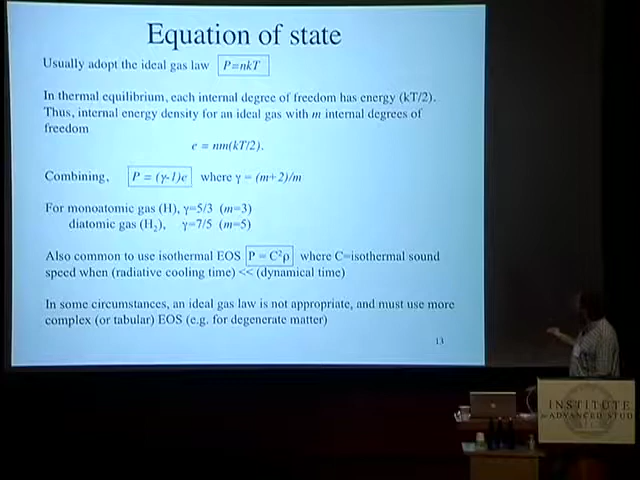 Equation of state
Usually adopt the ideal gas law P=nkT
In thermal equilibrium, each internal degree of freedom has energy (kT/2).
Thus, internal energy density for an ideal gas with m internal degrees of
freedom
e = nm(kT/2).
Combining, P = (γ-1)e where γ = (m+2)/m
For monoatomic gas (H), γ=5/3 (m=3)
diatomic gas (H₂), γ=7/5 (m=5)
Also common to use isothermal EOS P = C²ρ where C=isothermal sound
speed when (radiative cooling time) << (dynamical time)
In some circumstances, an ideal gas law is not appropriate, and must use more
complex (or tabular) EOS (e.g. for degenerate matter)
13
INSTITUTE
ADVANCED STUD